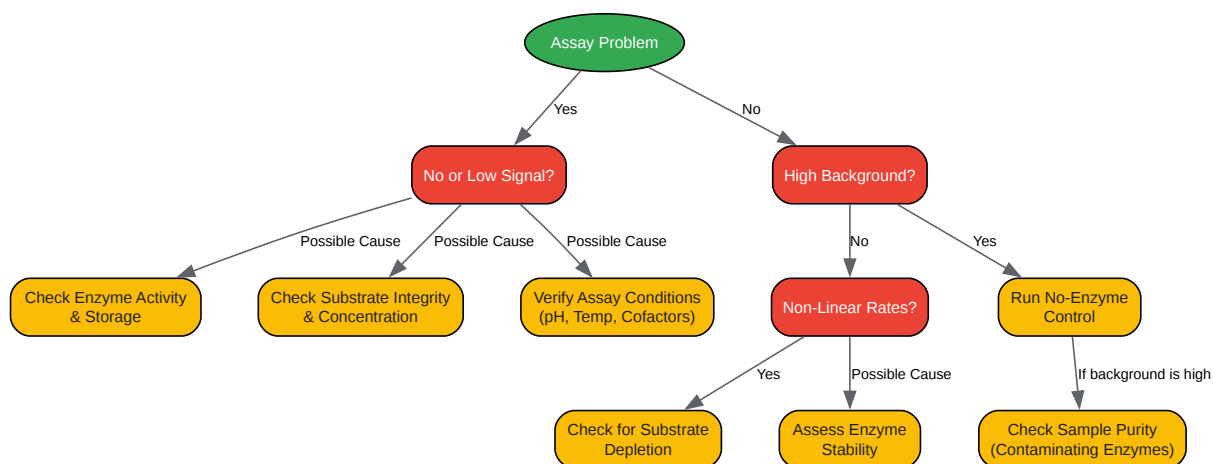 Assay Problem
Yes
No
No or Low Signal?
High Background?
Possible Cause
Possible Cause
Possible Cause
No
Yes
Check Enzyme Activity
& Storage
Check Substrate Integrity
& Concentration
Verify Assay Conditions
(pH, Temp, Cofactors)
Non-Linear Rates?
Run No-Enzyme
Control
Yes
Possible Cause
If background is high
Check for Substrate
Depletion
Assess Enzyme
Stability
Check Sample Purity
(Contaminating Enzymes)